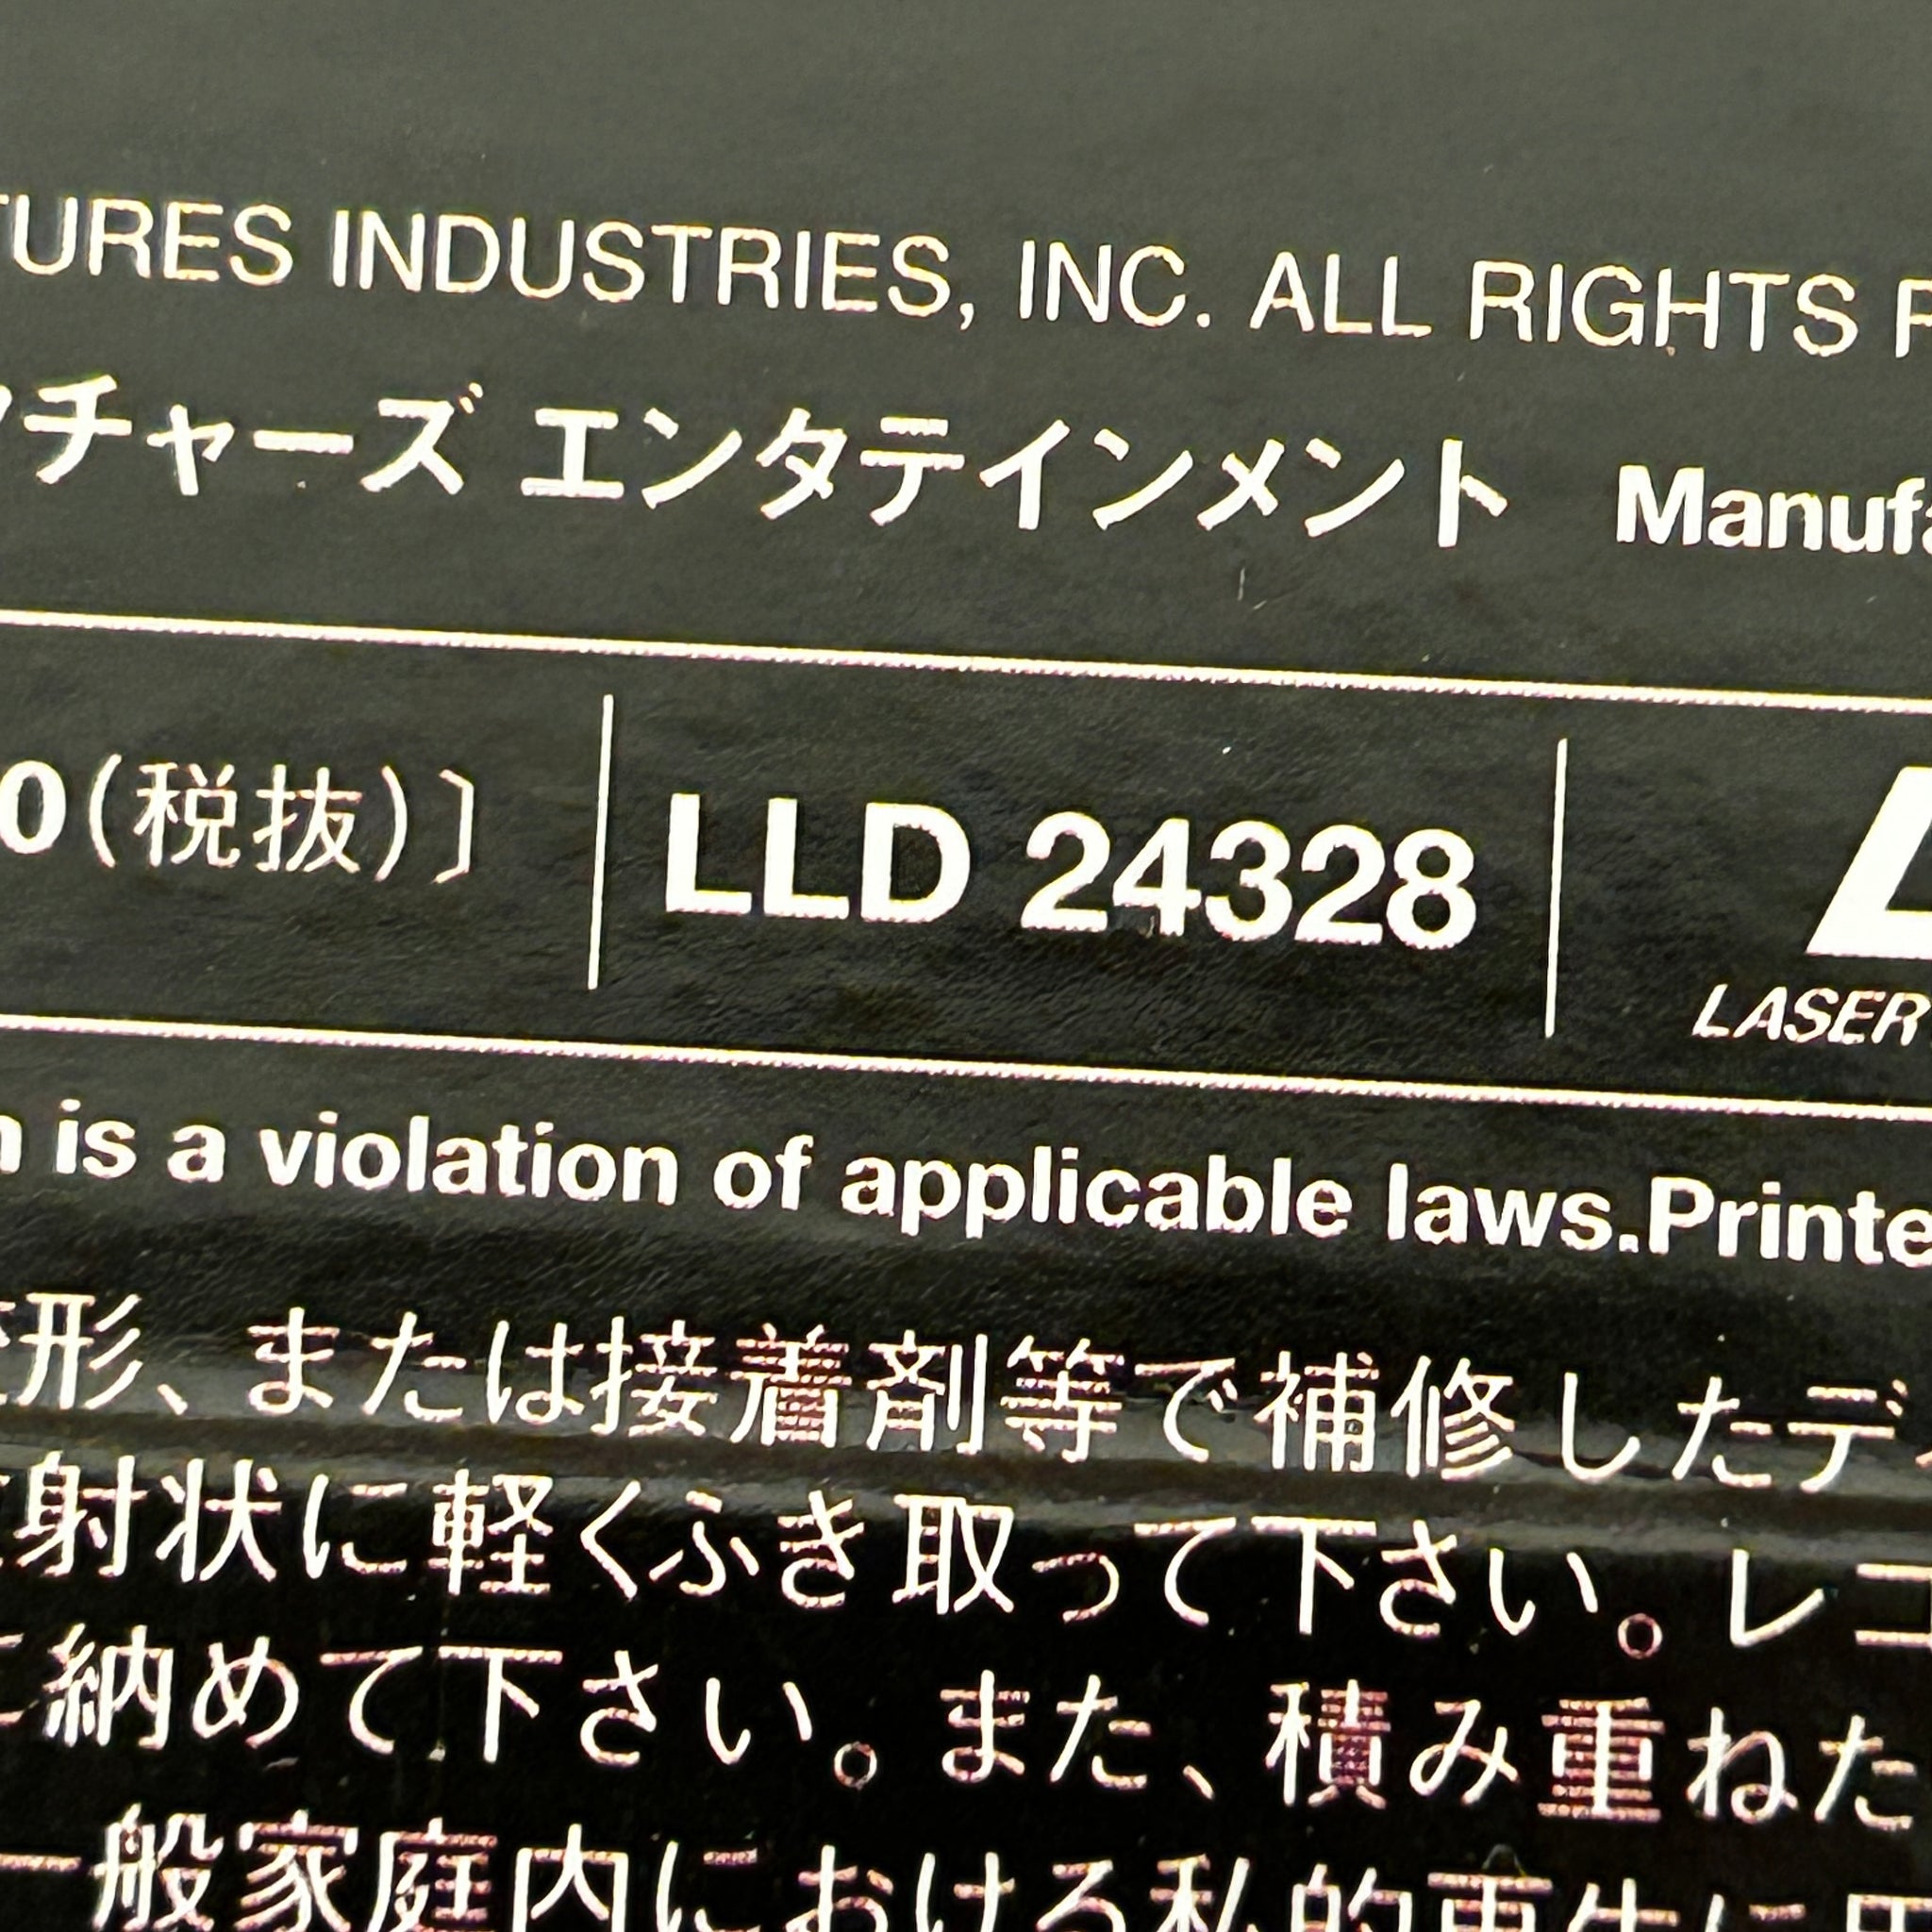 TURES INDUSTRIES, INC. ALL RIGHTS
チャーズ エンタテインメント Manufa
0(税抜)〕 LLD 24328
LASER
is a violation of applicable laws.Printe
形、または接着剤等で補修したデ
射状に軽くふき取って下さい。レコ
に納めて下さい。また、積み重ねた
一般家庭内における私的再生に用